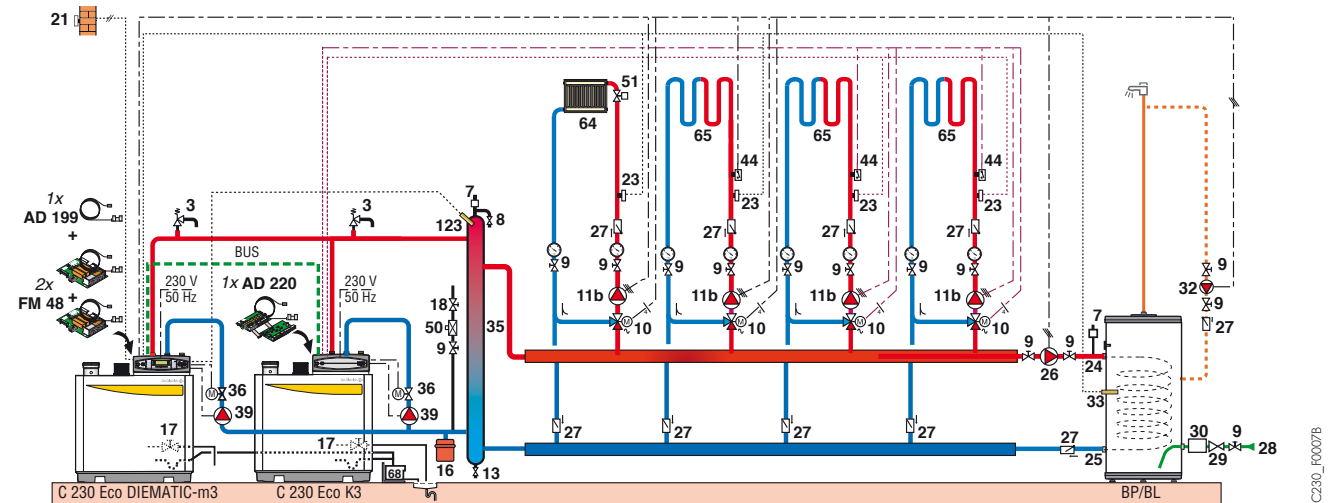 21
1x
AD 199
+
2x
FM 48
+
3
3
BUS
230 V
50 Hz
1x AD 220
230 V
50 Hz
7
123
8
18
50
9
35
36
39
36
39
M
M
17
17
16
13
68
C 230 Eco DIEMATIC-m3
C 230 Eco K3
51
64
65
65
65
44
44
44
23
23
23
23
27
27
27
27
9
9
9
9
9
9
9
9
11b
11b
11b
11b
M
M
M
M
10
10
10
10
27
27
27
27
9
9
26
27
7
24
33
25
9
32
9
27
30
29
9
28
BP/BL
C230_F0007B